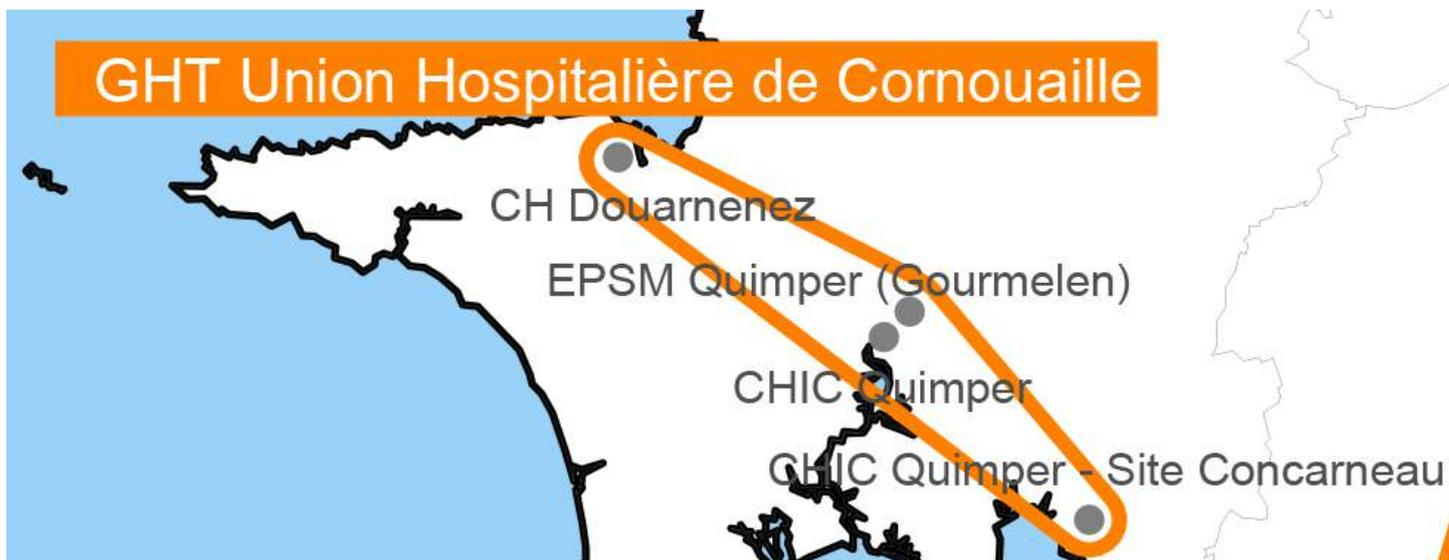 GHT Union Hospitalière de Cornouaille
CH Douarnenez
EPSM Quimper (Gourmelen)
CHIC Quimper
CHIC Quimper - Site Concarneau